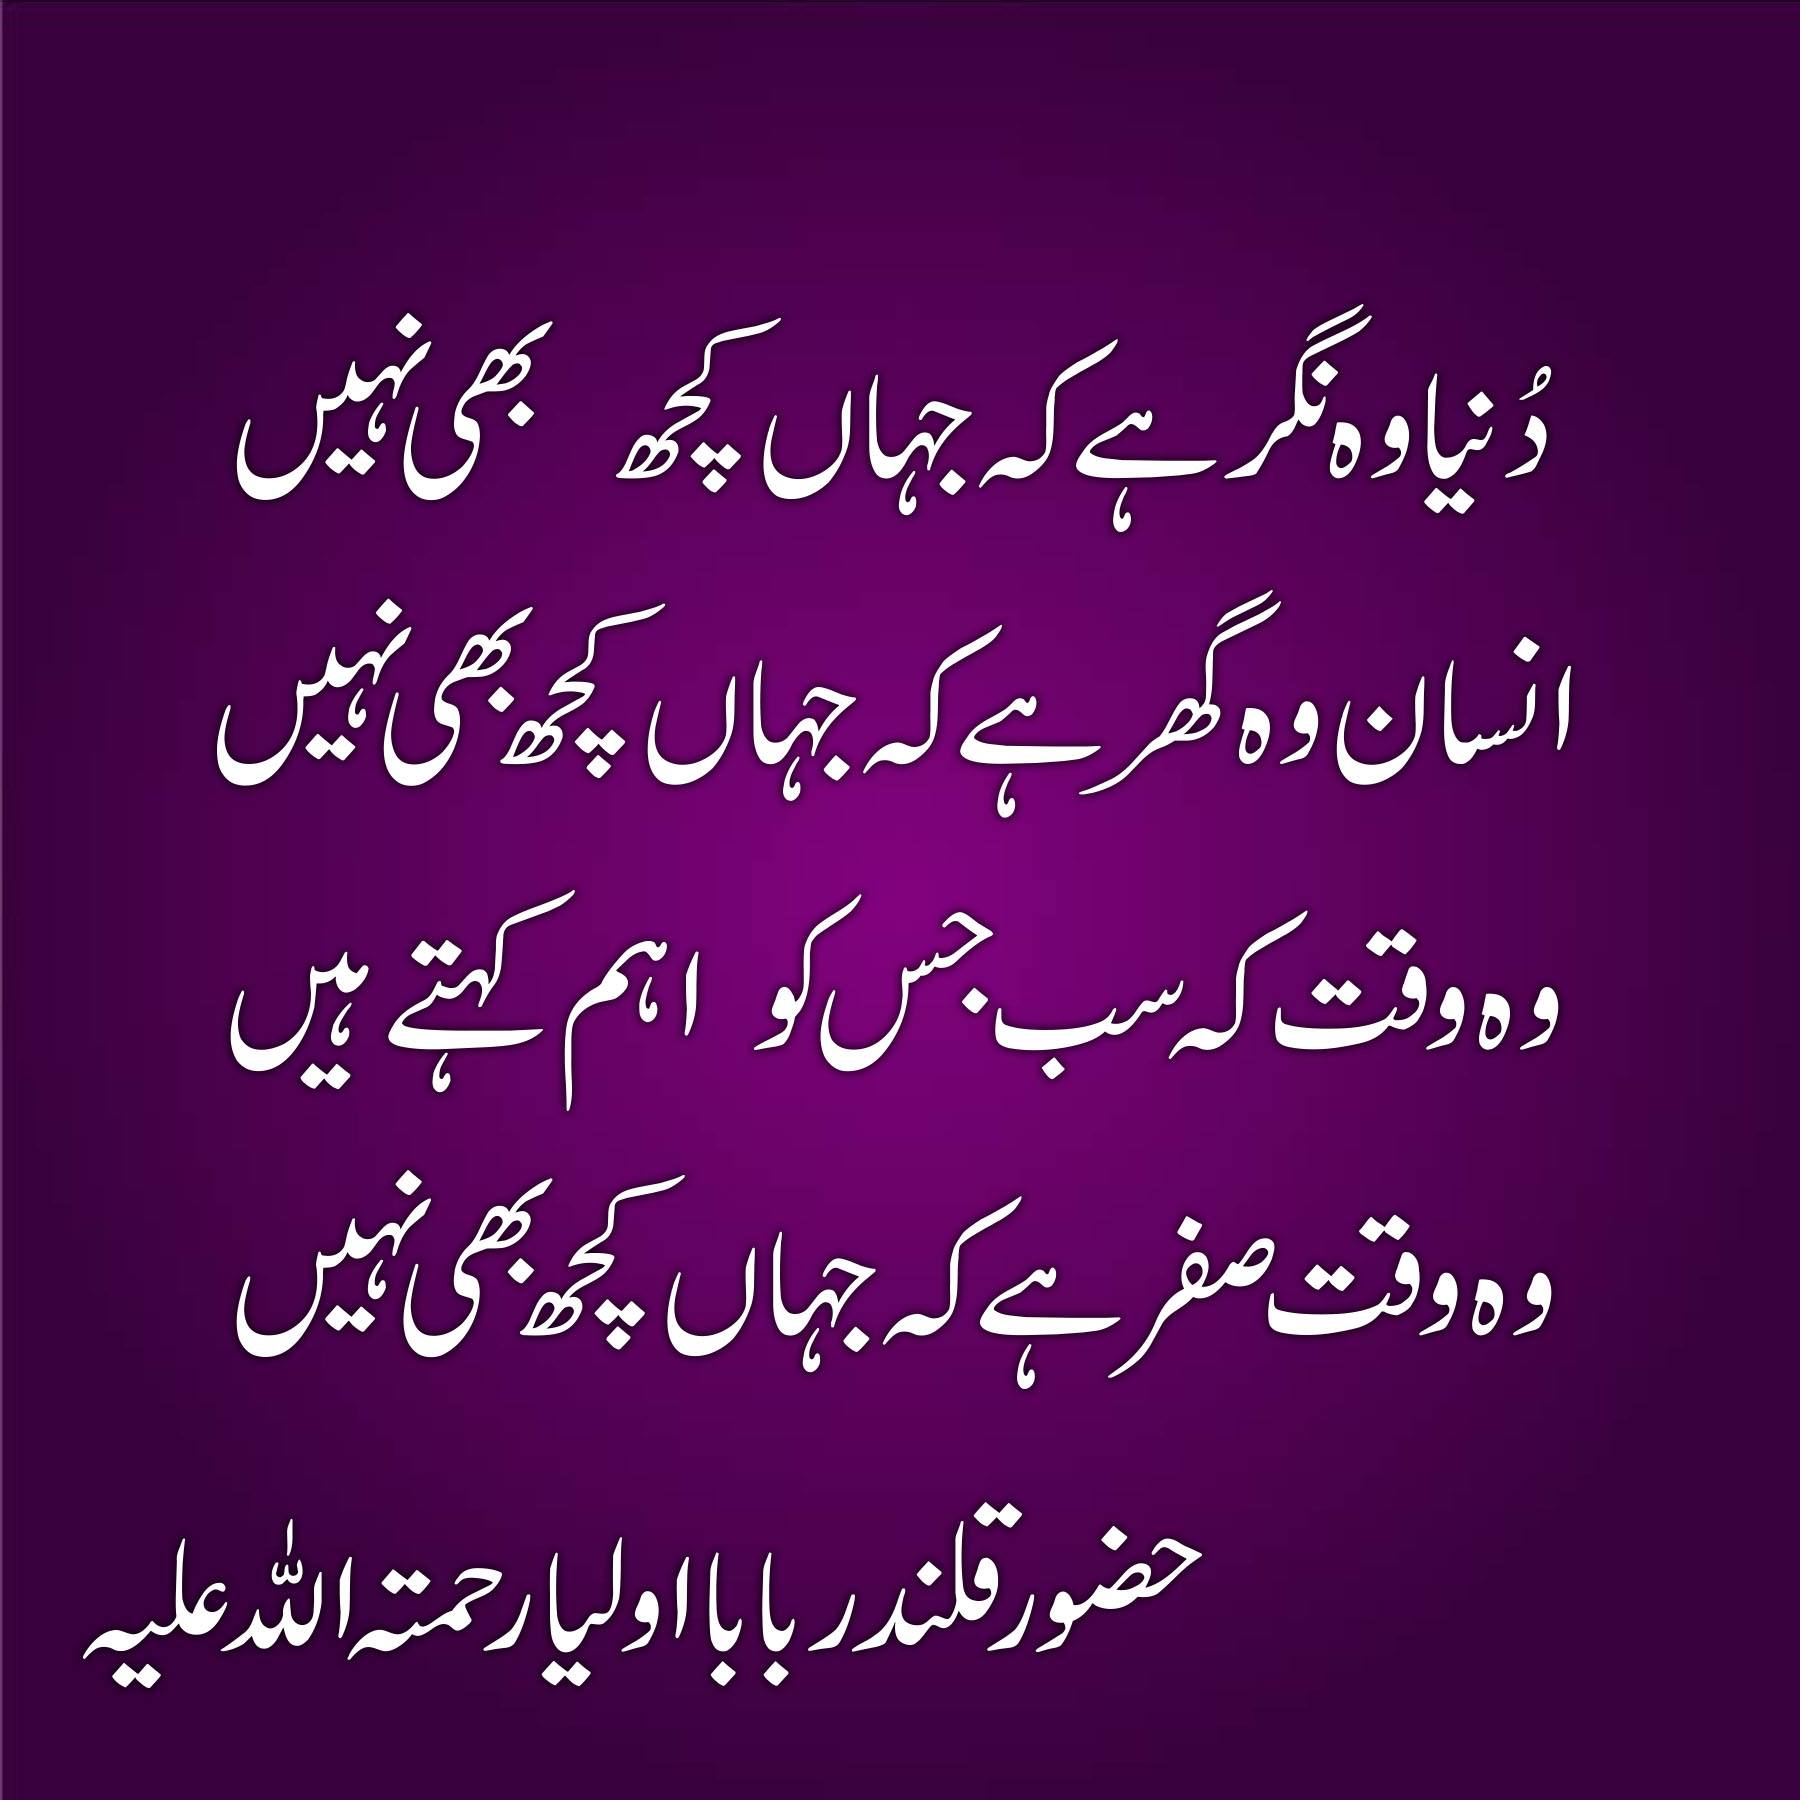 دُنیا وہ نگر ہے کہ جہاں کچھ بھی نہیں
انسان وہ گھر ہے کہ جہاں کچھ بھی نہیں
وہ وقت کہ سب جس کو اہم کہتے ہیں
وہ وقت صفر ہے کہ جہاں کچھ بھی نہیں
حضور قلندر بابا اولیا رحمتہ اللہ علیہ